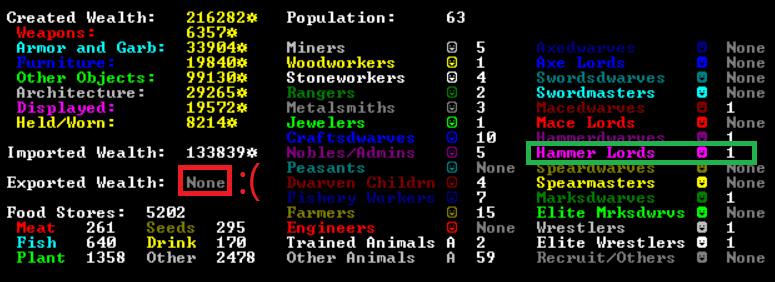 Created Wealth: 216282☼ Population: 63
Weapons: 6357☼
Armor and Garb: 33904☼ Miners 5 Axedwarves None
Furniture: 19840☼ Woodworkers 1 Axe Lords None
Other Objects: 99130☼ Stoneworkers 4 Swordsdwarves None
Architecture: 29265☼ Rangers 2 Swordmasters None
Displayed: 19572☼ Metalsmiths 3 Macedwarves 1
Held/Worn: 8214☼ Jewelers 1 Mace Lords None
Craftsdwarves 10 Hammerdwarves 1
Imported Wealth: 133839☼ Nobles/Admins 5 Hammer Lords 1
Peasants None Speardwarves None
Exported Wealth: None :( Dwarven Childrn 4 Spearmasters None
Fishery Workers 7 Marksdwarves 1
Food Stores: 5202 Farmers 15 Elite Mrksdwrvs None
Meat 261 Seeds 295 Engineers None Wrestlers None
Fish 640 Drink 170 Trained Animals A 2 Elite Wrestlers 1
Plant 1358 Other 2478 Other Animals A 59 Recruit/Others None